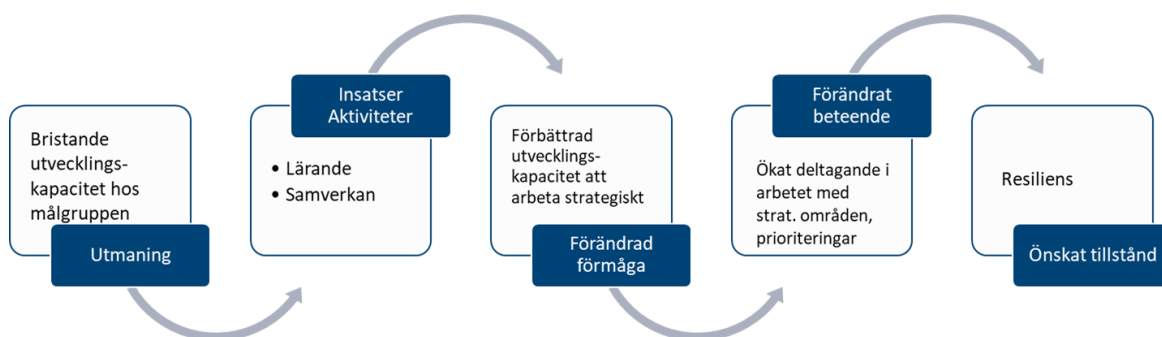 Bristande
utvecklings-
kapacitet hos
målgruppen
Utmaning
Insatser
Aktiviteter
• Lärande
• Samverkan
Förbättrad
utvecklings-
kapacitet att
arbeta strategiskt
Förändrad
förmåga
Förändrat
beteende
Ökat deltagande i
arbetet med
strat. områden,
prioriteringar
Resiliens
Önskat tillstånd